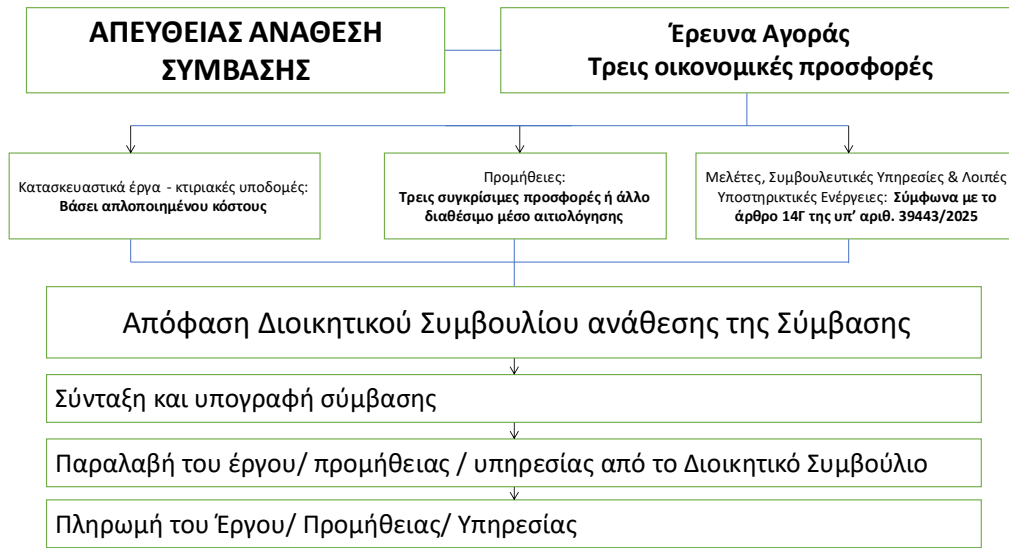 ΑΠΕΥΘΕΙΑΣ ΑΝΑΘΕΣΗ
ΣΥΜΒΑΣΗΣ
Έρευνα Αγοράς
Τρεις οικονομικές προσφορές
Κατασκευαστικά έργα - κτιριακές υποδομές:
Βάσει απλοποιημένου κόστους
Προμήθειες:
Τρεις συγκρίσιμες προσφορές ή άλλο
διαθέσιμο μέσο αιτιολόγησης
Μελέτες, Συμβουλευτικές Υπηρεσίες & Λοιπές
Υποστηρικτικές Ενέργειες: Σύμφωνα με το
άρθρο 14Γ της υπ’ αριθ. 39443/2025
Απόφαση Διοικητικού Συμβουλίου ανάθεσης της Σύμβασης
Σύνταξη και υπογραφή σύμβασης
Παραλαβή του έργου/ προμήθειας / υπηρεσίας από το Διοικητικό Συμβούλιο
Πληρωμή του Έργου/ Προμήθειας/ Υπηρεσίας